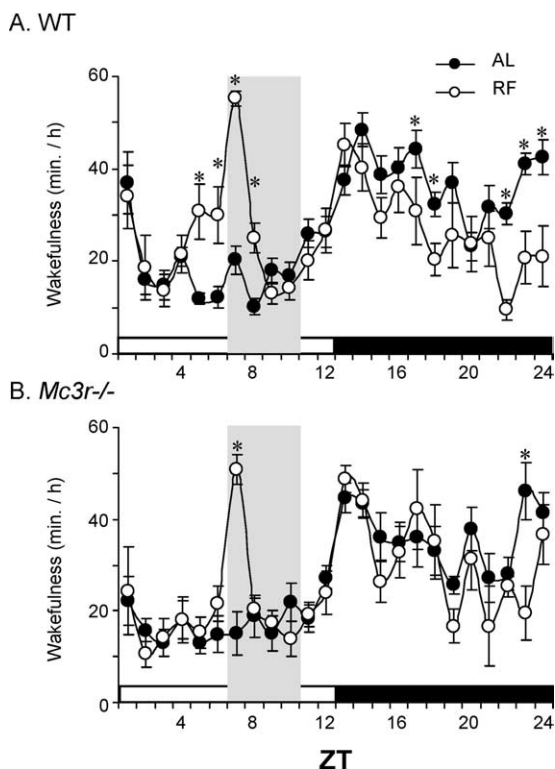 A. WT
AL
RF
60
40
20
0
Wakefulness (min. / h)
* * * * * * * * *
4 8 12 16 20 24
B. Mc3r-/-
60
40
20
0
Wakefulness (min. / h)
* *
4 8 12 16 20 24
ZT